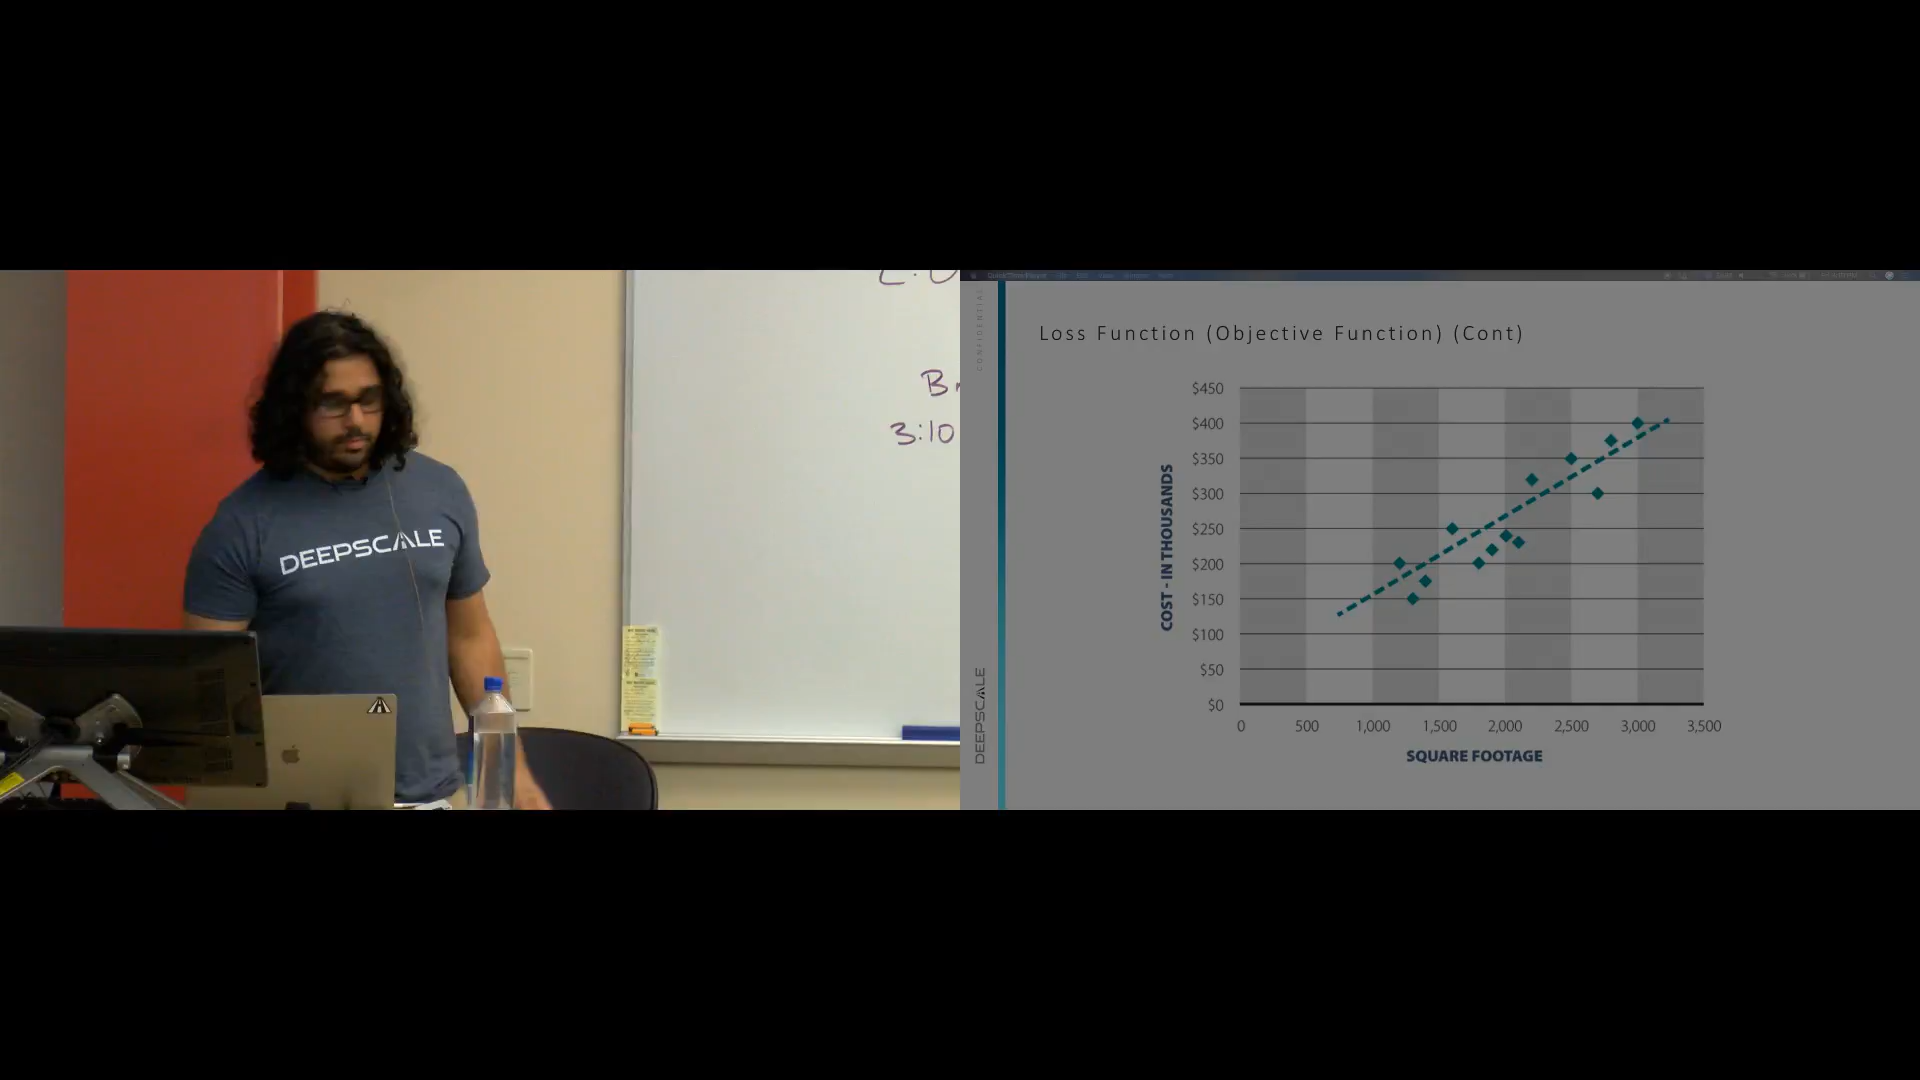 DEEPSCALE
B
3:10
CONFIDENTIAL
DEEPSCALE
Loss Function (Objective Function) (Cont)
COST - IN THOUSANDS
$450
$400
$350
$300
$250
$200
$150
$100
$50
$0
0 500 1,000 1,500 2,000 2,500 3,000 3,500
SQUARE FOOTAGE